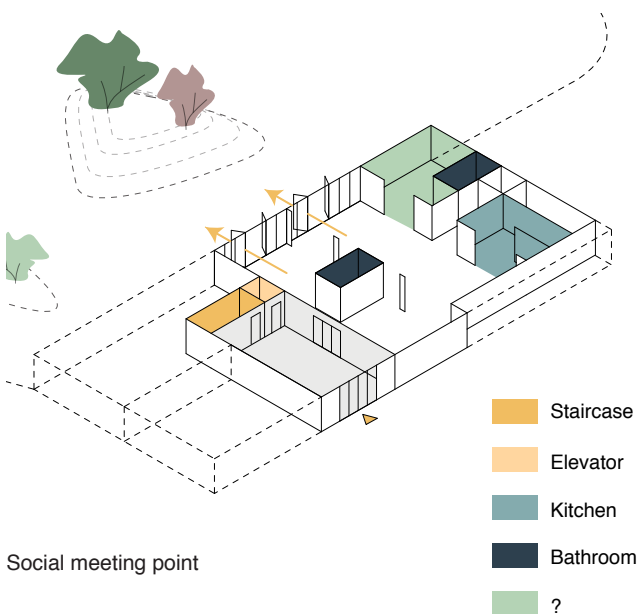 Staircase
Elevator
Kitchen
Bathroom
?
Social meeting point